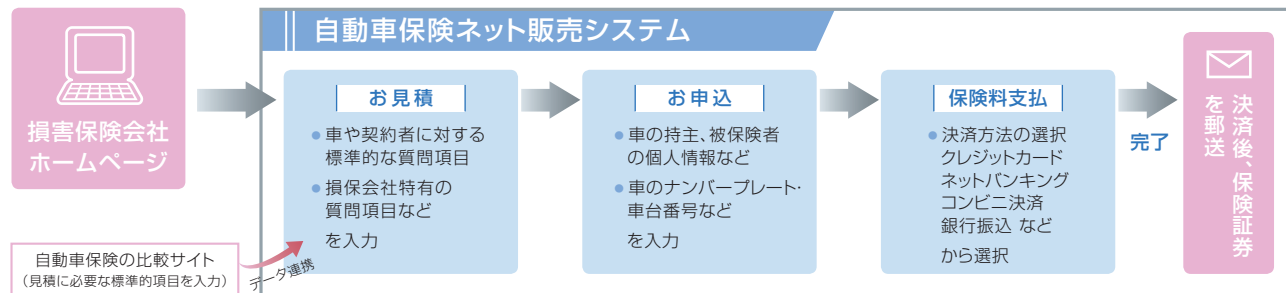 自動車保険ネット販売システム
損害保険会社
ホームページ
お見積
● 車や契約者に対する
標準的な質問項目
● 損保会社特有の
質問項目など
を入力
自動車保険の比較サイト
（見積に必要な標準的項目を入力）
データ連携
お申込
● 車の持主、被保険者
の個人情報など
● 車のナンバープレート・
車台番号など
を入力
保険料支払
● 決済方法の選択
クレジットカード
ネットバンキング
コンビニ決済
銀行振込 など
から選択
完了
決済後、保険証券
を郵送